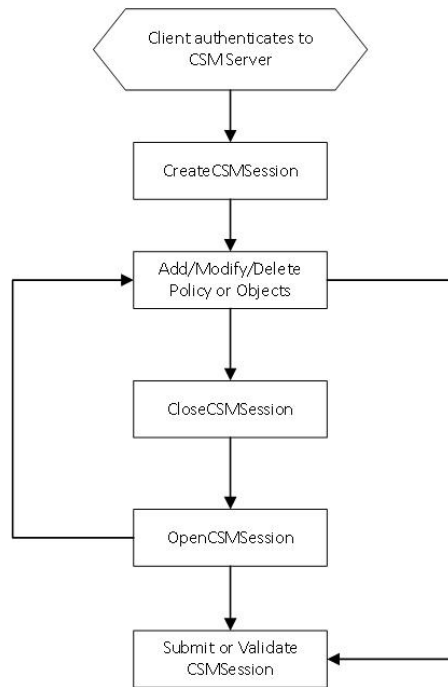 Client authenticates to
CSM Server
CreateCSMSession
Add/Modify/Delete
Policy or Objects
CloseCSMSession
OpenCSMSession
Submit or Validate
CSMSession